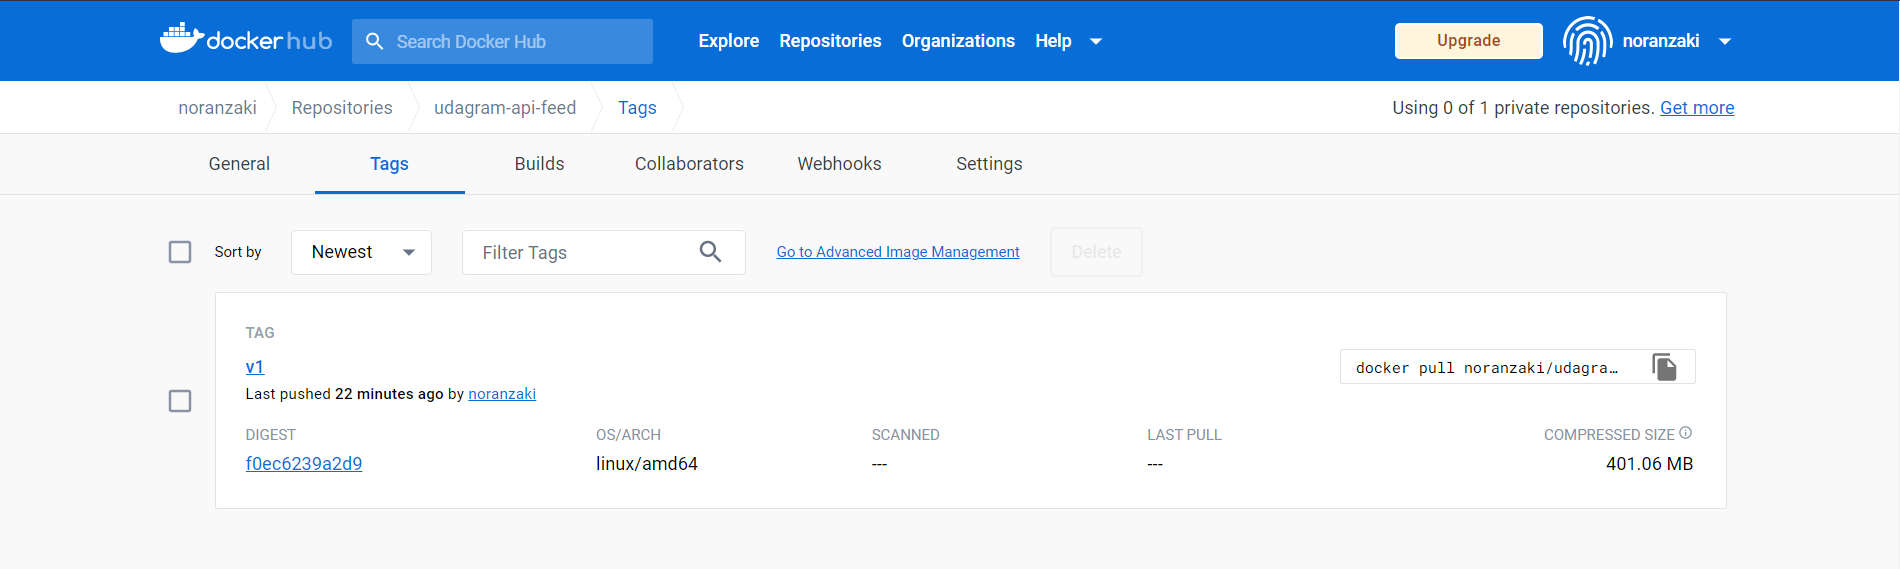 docker hub Search Docker Hub Explore Repositories Organizations Help Upgrade noranzaki
noranzaki Repositories udagram-api-feed Tags Using 0 of 1 private repositories. Get more
General Tags Builds Collaborators Webhooks Settings
Sort by Newest Filter Tags Go to Advanced Image Management Delete
TAG
v1 docker pull noranzaki/udagra…
Last pushed 22 minutes ago by noranzaki
DIGEST OS/ARCH SCANNED LAST PULL COMPRESSED SIZE
f0ec6239a2d9 linux/amd64 --- --- 401.06 MB